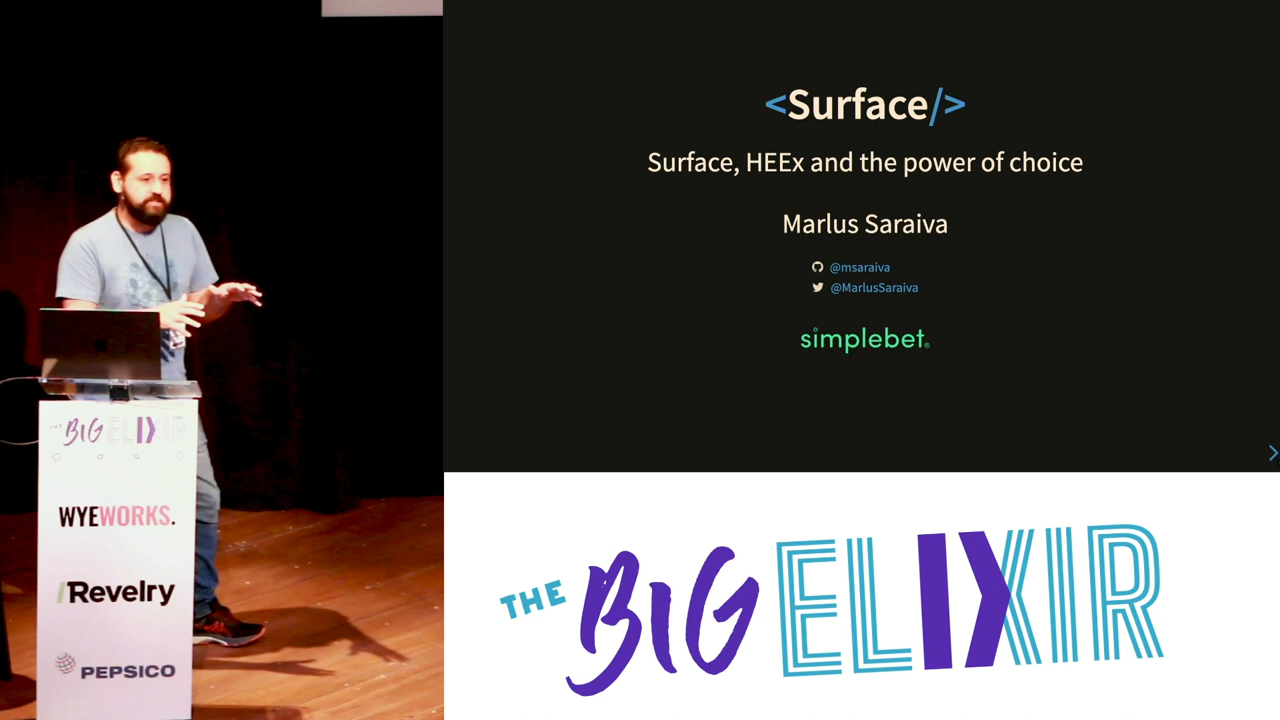 <Surface/>
Surface, HEEx and the power of choice
Marlus Saraiva
@msaraiva
@MarlusSaraiva
simplebet®
THE BIG ELIXIR
THE BIG ELIXIR
WYEWORKS.
Revelry
PEPSICO